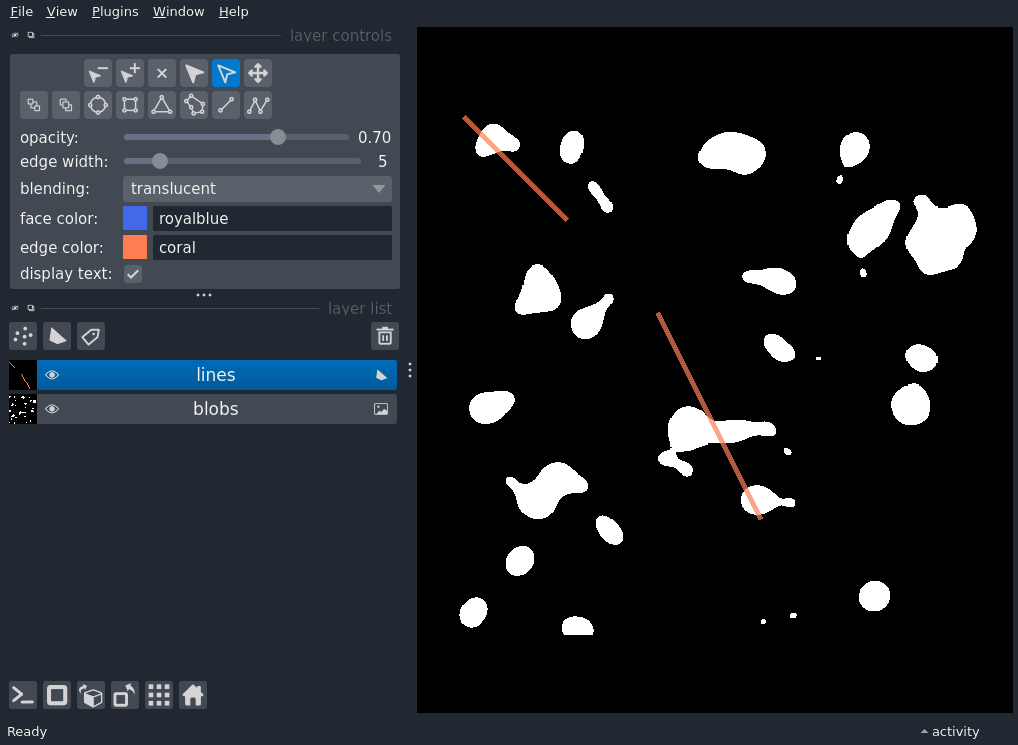 File View Plugins Window Help
layer controls
opacity: 0.70
edge width: 5
blending: translucent
face color: royalblue
edge color: coral
display text:
layer list
lines
blobs
Ready activity